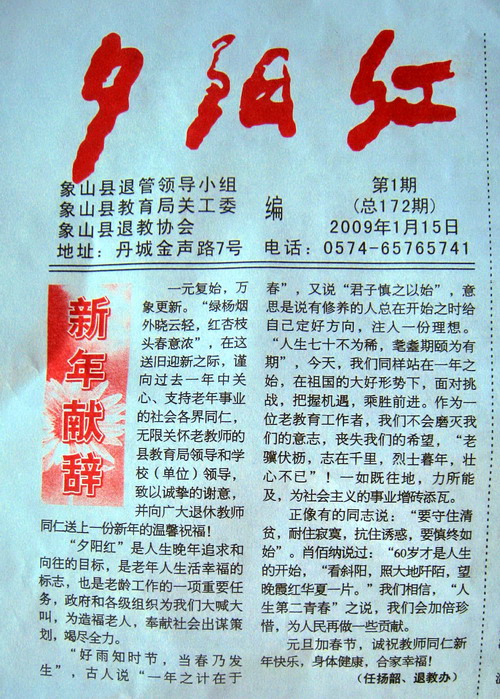 夕阳红
象山县退管领导小组
象山县教育局关工委
象山县退教协会
编
第1期
(总172期)
2009年1月15日
地址：丹城金声路7号
电话：0574-65765741
新年献辞
一元复始，万
象更新。“绿杨烟
外晓云轻，红杏枝
头春意浓”，在这
送旧迎新之际，谨
向过去一年中关
心、支持老年事业
的社会各界同仁，
无限关怀老教师的
县教育局领导和学
校（单位）领导，
致以诚挚的谢意，
并向广大退休教师
同仁送上一份新年的温馨祝福！
“夕阳红”是人生晚年追求和
向往的目标，是老年人生活幸福的
标志，也是老龄工作的一项重要任
务，政府和各级组织为我们大喊大
叫，为造福老人，奉献社会出谋策
划，竭尽全力。
“好雨知时节，当春乃发
生”，古人说“一年之计在于
春”，又说“君子慎之以始”，意
思是说有修养的人总在开始之时给
自己定好方向，注人一份理想。
“人生七十不为稀，耄耋期颐为有
期”，今天，我们同样站在一年之
始，在祖国的大好形势下，面对挑
战，把握机遇，乘胜前进。作为一
位老教育工作者，我们不会磨灭我
们的意志，丧失我们的希望，“老
骥伏枥，志在千里，烈士暮年，壮
心不已”！一如既往地，力所能
及，为社会主义的事业增砖添瓦。
正像有的同志说：“要守住清
贫，耐住寂寞，抗住诱惑，要慎终如
始”。肖佰纳说过：“60岁才是人生
的开始，“看斜阳，照大地阡陌，望
晚霞红华夏一片。”我们相信，“人
生第二青春”之说，我们会加倍珍
惜，为人民再做一些贡献。
元旦加春节，诚祝教师同仁新
年快乐，身体健康，合家幸福！
（任扬韶、退教办）